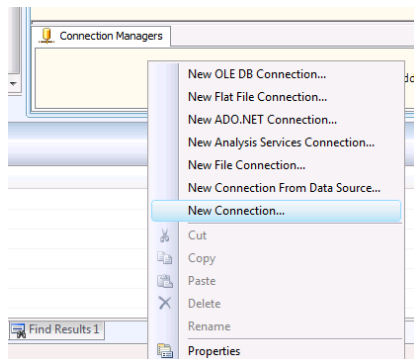 Connection Managers
New OLE DB Connection...
New Flat File Connection...
New ADO.NET Connection...
New Analysis Services Connection...
New File Connection...
New Connection From Data Source...
New Connection...
Cut
Copy
Paste
Delete
Rename
Find Results 1
Properties